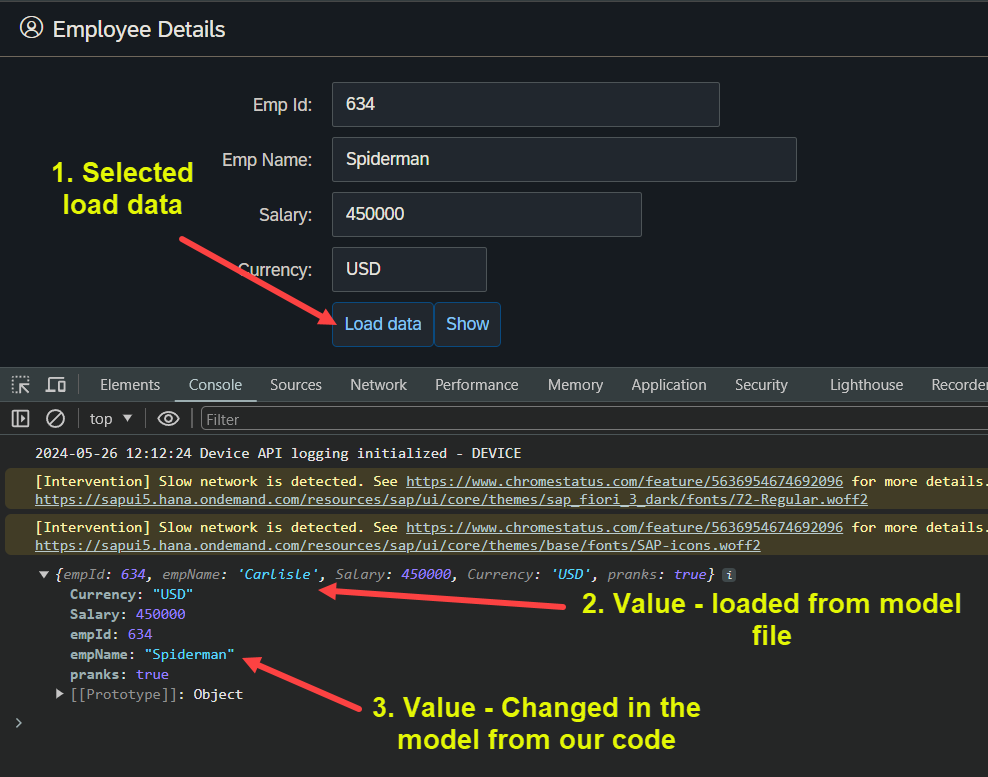 Employee Details
Emp Id: 634
Emp Name: Spiderman
1. Selected
load data
Salary: 450000
Currency: USD
Load data Show
Elements Console Sources Network Performance Memory Application Security Lighthouse Recorde
top Filter
2024-05-26 12:12:24 Device API logging initialized - DEVICE
[Intervention] Slow network is detected. See https://www.chromestatus.com/feature/5636954674692096 for more details.
https://sapui5.hana.ondemand.com/resources/sap/ui/core/themes/sap_fiori_3_dark/fonts/72-Regular.woff2
[Intervention] Slow network is detected. See https://www.chromestatus.com/feature/5636954674692096 for more details.
https://sapui5.hana.ondemand.com/resources/sap/ui/core/themes/base/fonts/SAP-icons.woff2
{empId: 634, empName: 'Carlisle', Salary: 450000, Currency: 'USD', pranks: true} i
Currency: "USD"
Salary: 450000
empId: 634
empName: "Spiderman"
pranks: true
[[Prototype]]: Object
2. Value - loaded from model
file
3. Value - Changed in the
model from our code